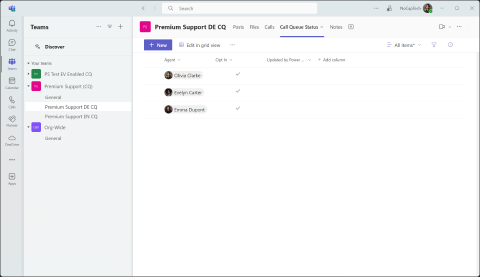 Search
NoCapTeth
Activity
Chat
Teams
Calendar
Calls
OneDrive
Apps
Teams
Discover
Your teams
PS Test EV Enabled CQ
Premium Support (CQ)
General
Premium Support DE CQ
Premium Support EN CQ
Org-Wide
General
PS
Premium Support DE CQ
Posts
Files
Calls
Call Queue Status
Notes
+ New
Edit in grid view
All Items*
Agent
Opt In
Updated by Power ...
+ Add column
Olivia Clarke
Evelyn Carter
Emma Dupont